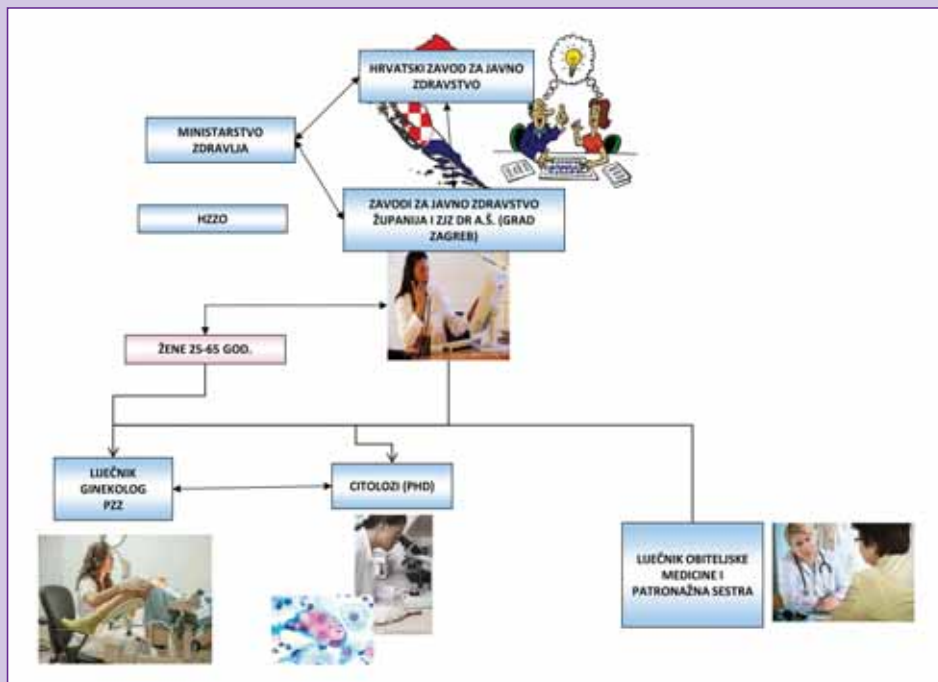 HRVATSKI ZAVOD ZA JAVNO
ZDRAVSTVO
MINISTARSTVO
ZDRAVLJA
ZAVODI ZA JAVNO ZDRAVSTVO
ŽUPANIJA I ZJZ DR A.Š. (GRAD
ZAGREB)
HZZO
ŽENE 25-65 GOD.
LIJEČNIK
GINEKOLOG
PZZ
CITOLOZI (PHD)
LIJEČNIK OBITELJSKE
MEDICINE I
PATRONAŽNA SESTRA